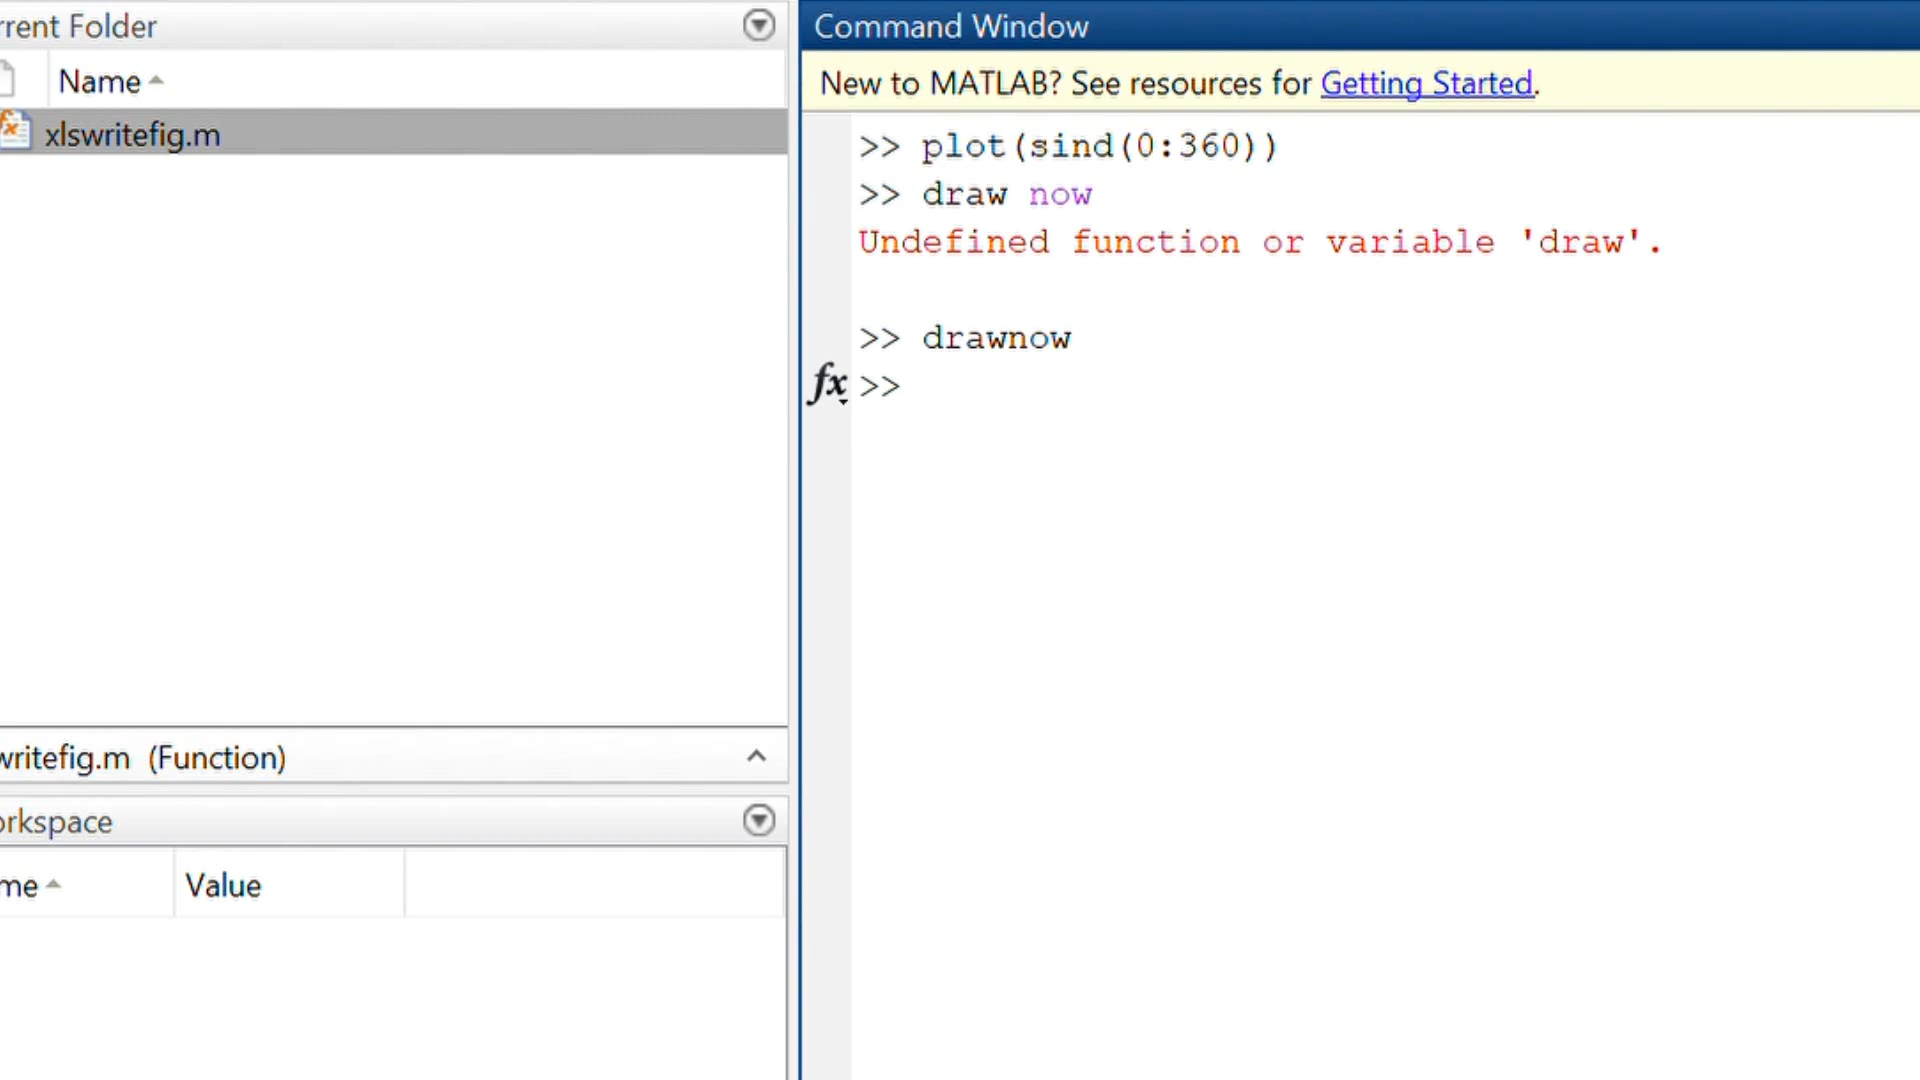 rrent Folder
Name
xlswritefig.m
writefig.m (Function)
orkspace
me Value
Command Window
New to MATLAB? See resources for Getting Started.
>> plot(sind(0:360))
>> draw now
Undefined function or variable 'draw'.
>> drawnow
fx >>